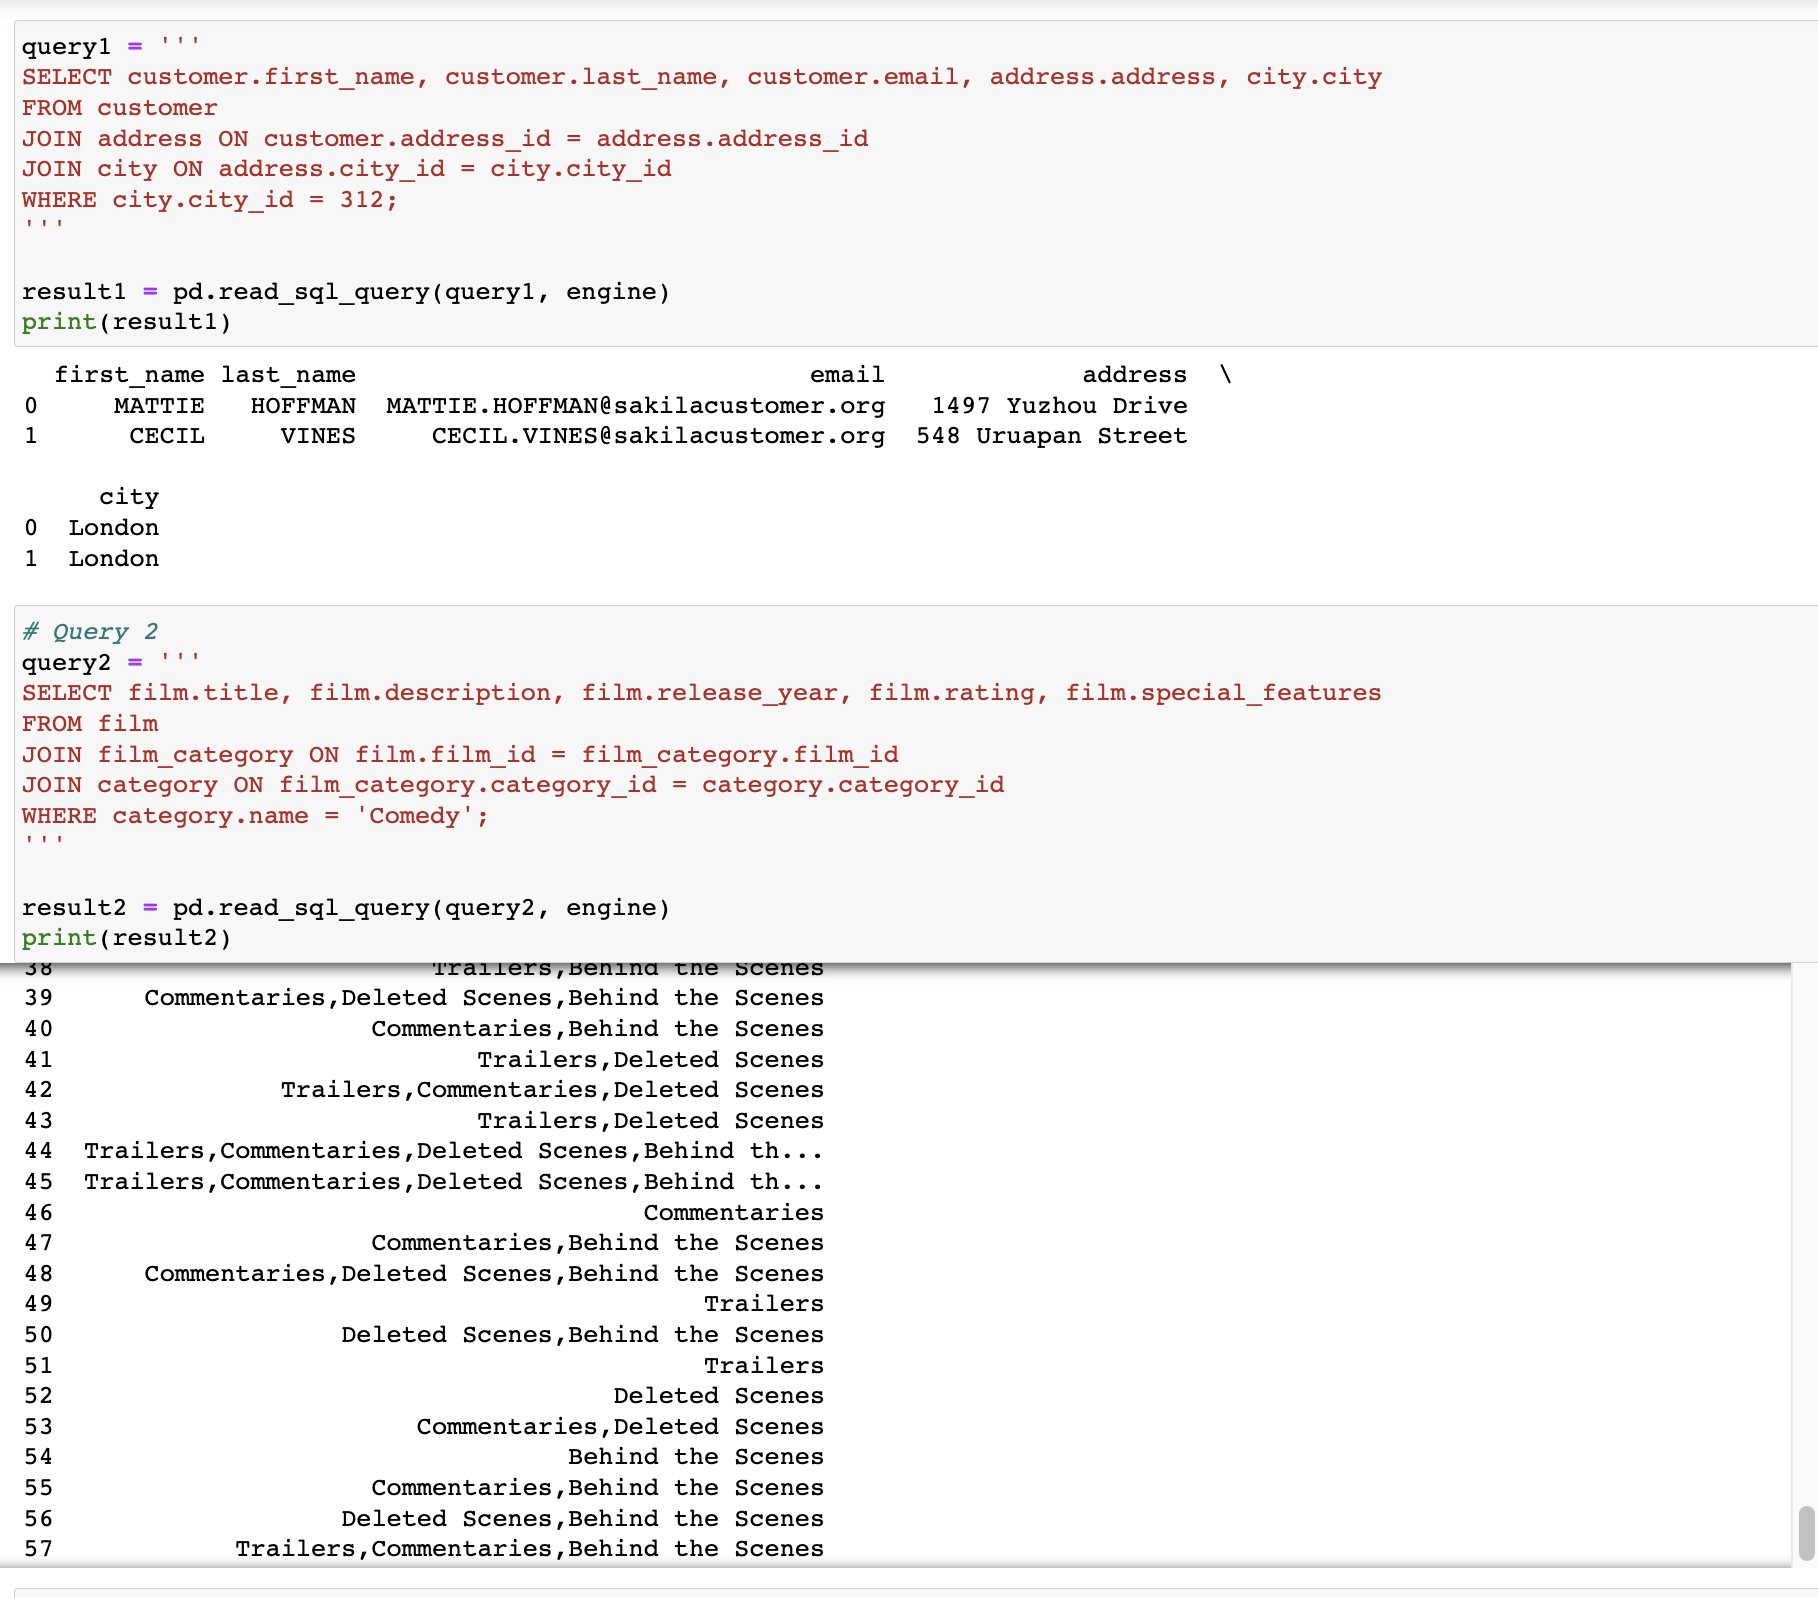 query1 = '''
SELECT customer.first_name, customer.last_name, customer.email, address.address, city.city
FROM customer
JOIN address ON customer.address_id = address.address_id
JOIN city ON address.city_id = city.city_id
WHERE city.city_id = 312;
'''
result1 = pd.read_sql_query(query1, engine)
print(result1)
first_name last_name email address \
0 MATTIE HOFFMAN MATTIE.HOFFMAN@sakilacustomer.org 1497 Yuzhou Drive
1 CECIL VINES CECIL.VINES@sakilacustomer.org 548 Uruapan Street
city
0 London
1 London
# Query 2
query2 = '''
SELECT film.title, film.description, film.release_year, film.rating, film.special_features
FROM film
JOIN film_category ON film.film_id = film_category.film_id
JOIN category ON film_category.category_id = category.category_id
WHERE category.name = 'Comedy';
'''
result2 = pd.read_sql_query(query2, engine)
print(result2)
38 Trailers,Behind the Scenes
39 Commentaries,Deleted Scenes,Behind the Scenes
40 Commentaries,Behind the Scenes
41 Trailers,Deleted Scenes
42 Trailers,Commentaries,Deleted Scenes
43 Trailers,Deleted Scenes
44 Trailers,Commentaries,Deleted Scenes,Behind th...
45 Trailers,Commentaries,Deleted Scenes,Behind th...
46 Commentaries
47 Commentaries,Behind the Scenes
48 Commentaries,Deleted Scenes,Behind the Scenes
49 Trailers
50 Deleted Scenes,Behind the Scenes
51 Trailers
52 Deleted Scenes
53 Commentaries,Deleted Scenes
54 Behind the Scenes
55 Commentaries,Behind the Scenes
56 Deleted Scenes,Behind the Scenes
57 Trailers,Commentaries,Behind the Scenes